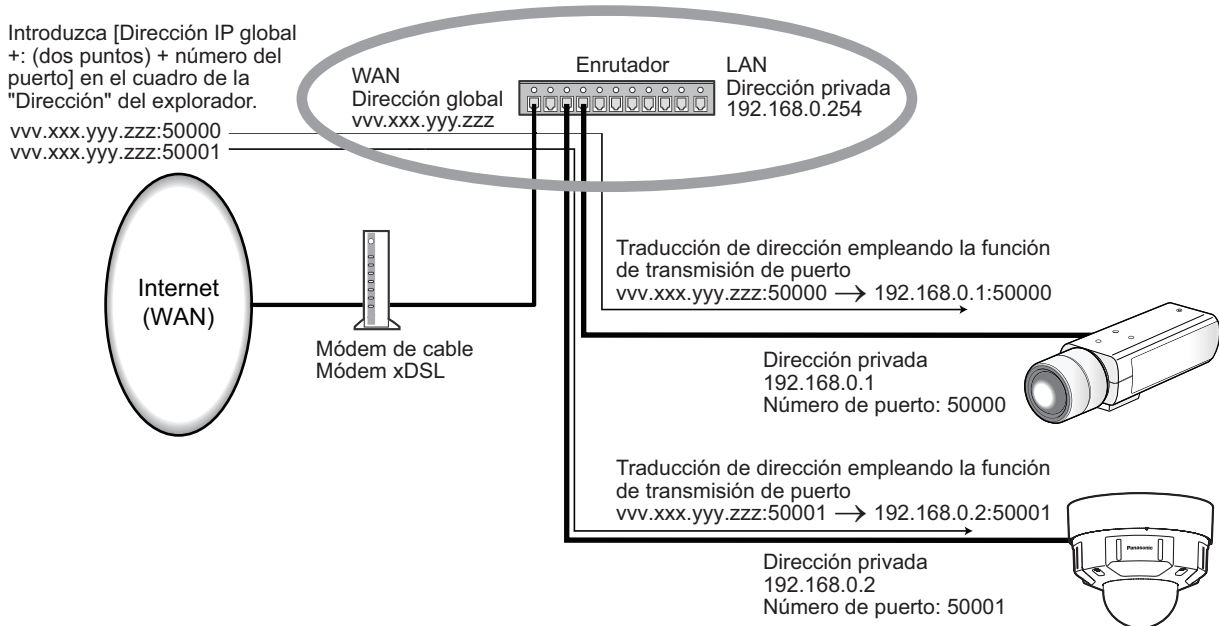 Introduzca [Dirección IP global
+: (dos puntos) + número del
puerto] en el cuadro de la
"Dirección" del explorador.
vvv.xxx.yyy.zzz:50000
vvv.xxx.yyy.zzz:50001
WAN
Dirección global
vvv.xxx.yyy.zzz
Enrutador
LAN
Dirección privada
192.168.0.254
Internet
(WAN)
Módem de cable
Módem xDSL
Traducción de dirección empleando la función
de transmisión de puerto
vvv.xxx.yyy.zzz:50000 → 192.168.0.1:50000
Dirección privada
192.168.0.1
Número de puerto: 50000
Traducción de dirección empleando la función
de transmisión de puerto
vvv.xxx.yyy.zzz:50001 → 192.168.0.2:50001
Panasonic
Dirección privada
192.168.0.2
Número de puerto: 50001